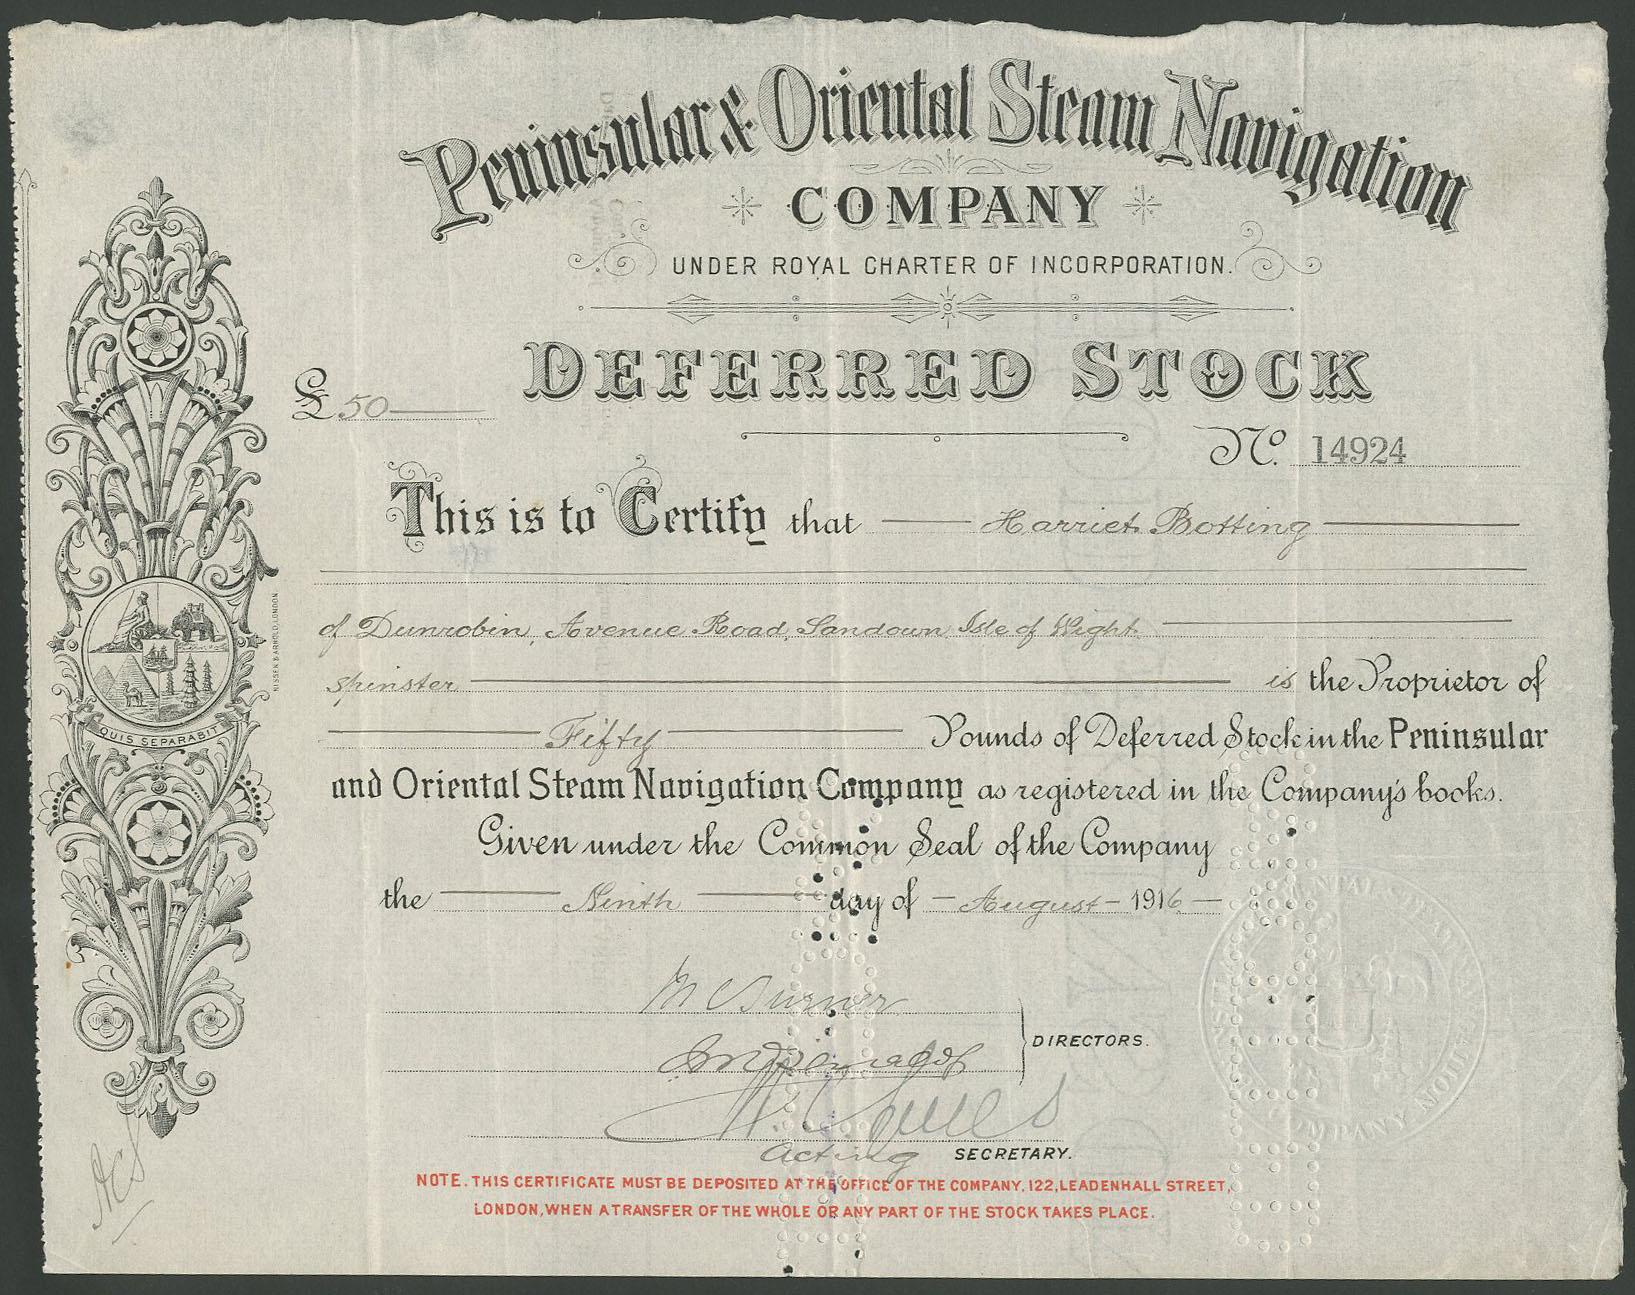 Peninsular & Oriental Steam Navigation
COMPANY
UNDER ROYAL CHARTER OF INCORPORATION.
DEFERRED STOCK
£ 50
No. 14924
This is to Certify that Harriet Botting
of Dunrobin, Avenue Road, Sandown, Isle of Wight
spinster is the Proprietor of
Fifty Pounds of Deferred Stock in the Peninsular
and Oriental Steam Navigation Company as registered in the Company's books.
Given under the Common Seal of the Company
the Ninth day of August 1916
DIRECTORS.
Acting SECRETARY.
NOTE. THIS CERTIFICATE MUST BE DEPOSITED AT THE OFFICE OF THE COMPANY, 122, LEADENHALL STREET,
LONDON, WHEN A TRANSFER OF THE WHOLE OR ANY PART OF THE STOCK TAKES PLACE.
QUIS SEPARABIT
NISSEN & ARNOLD, LONDON